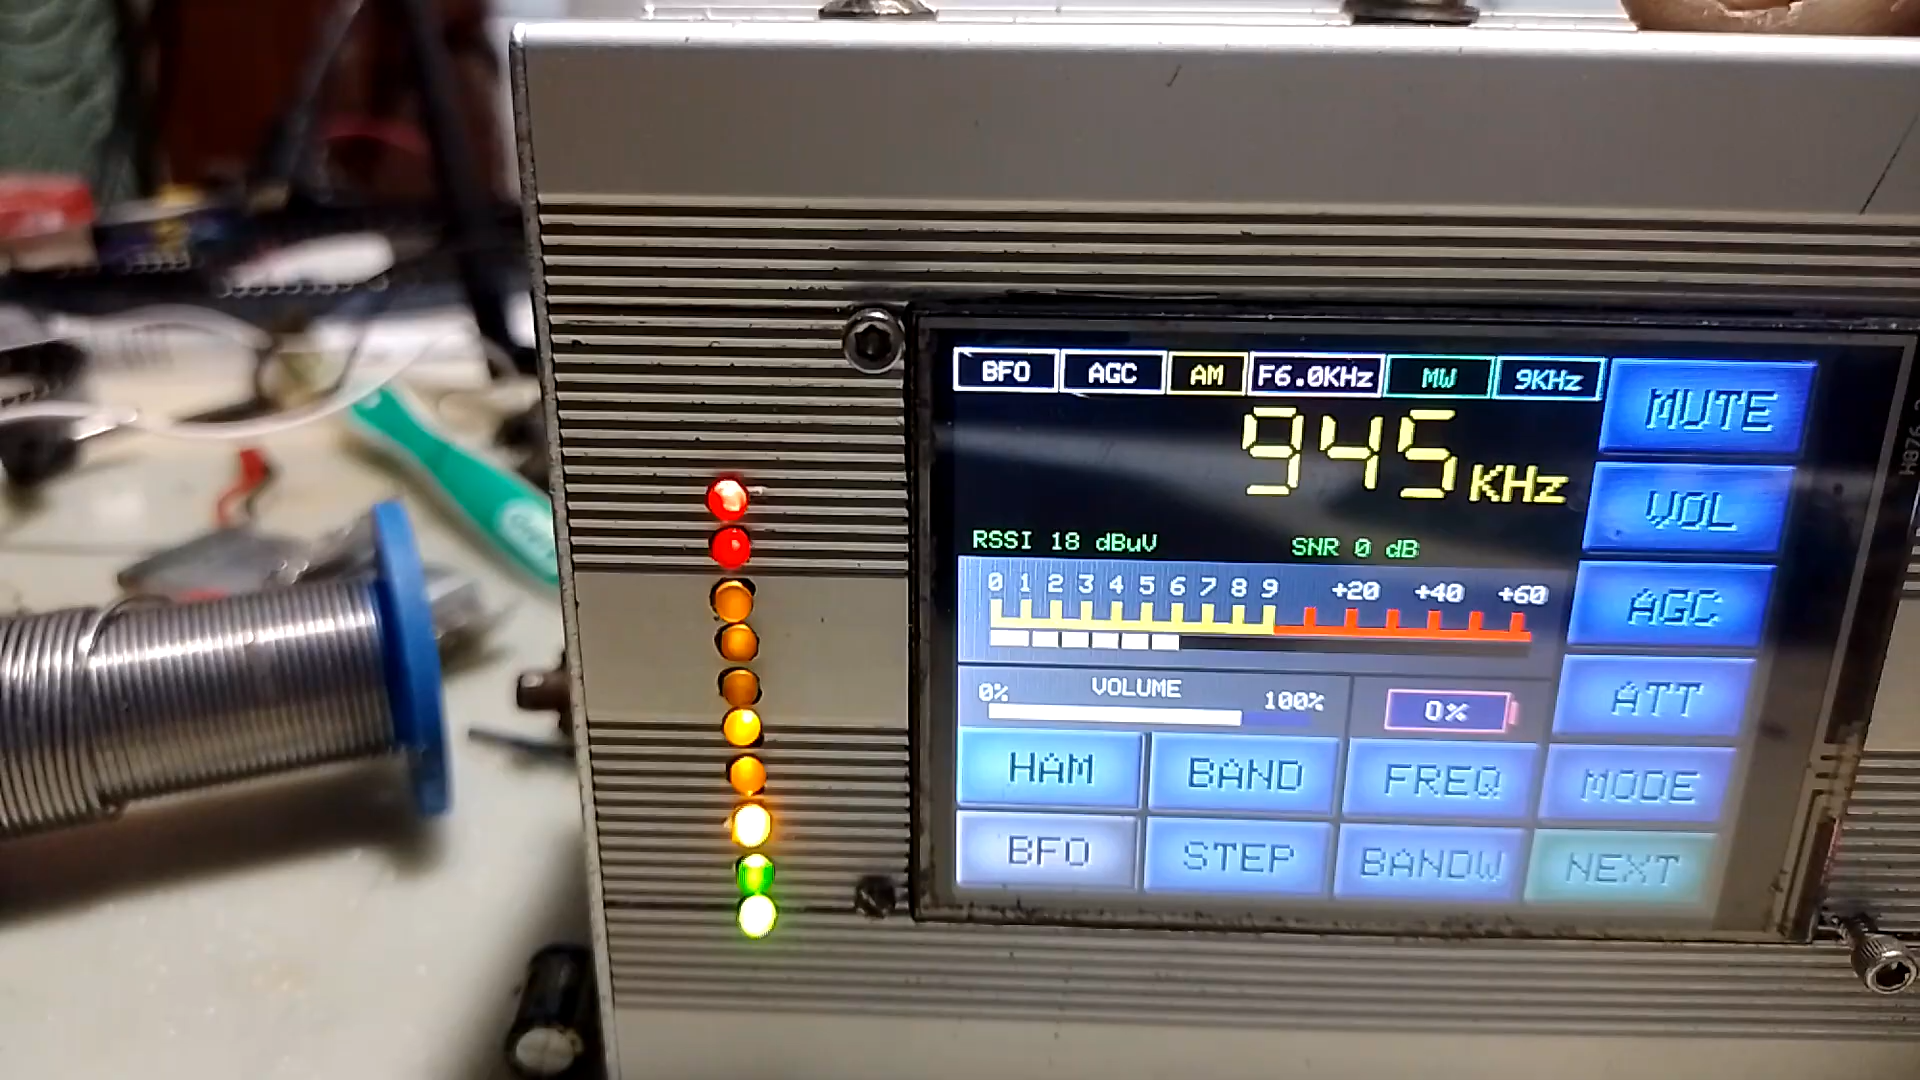 BFO AGC AM F6.0KHz MW 9KHz
MUTE
945 KHz
VOL
RSSI 18 dBuV SNR 0 dB
0 1 2 3 4 5 6 7 8 9 +20 +40 +60
AGC
0% VOLUME 100% 0%
ATT
HAM BAND FREQ MODE
BFO STEP BANDW NEXT